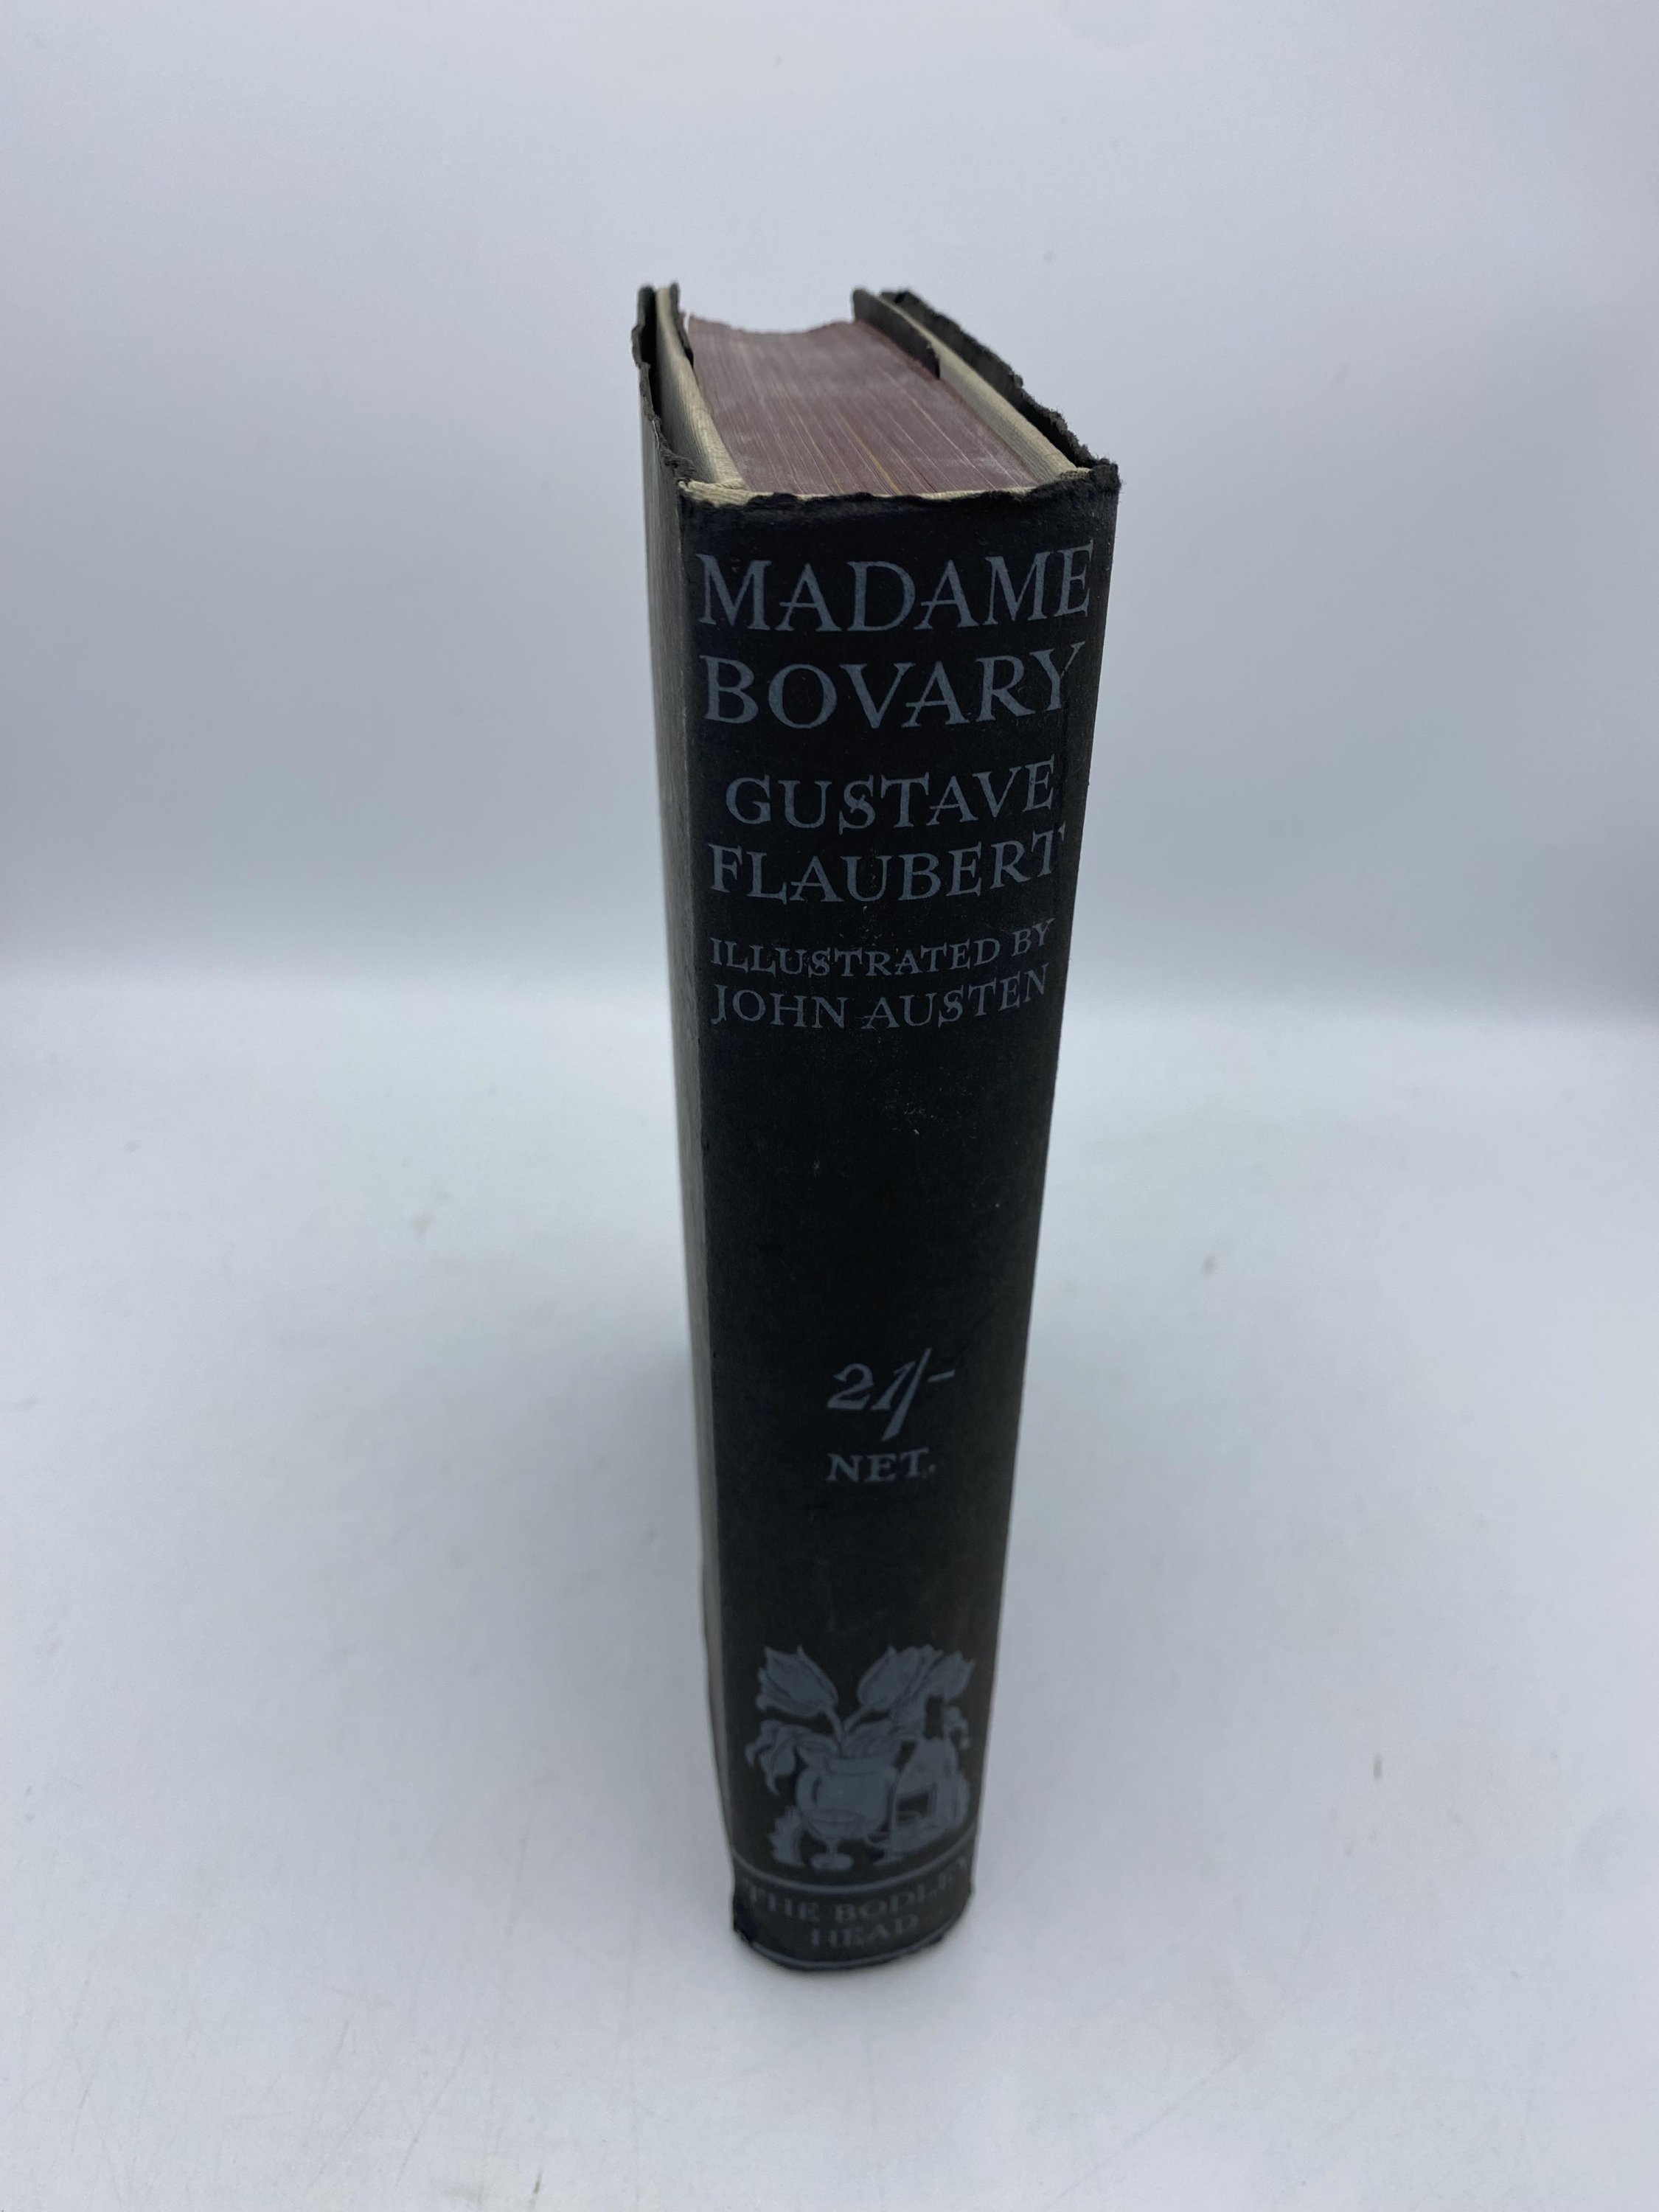 MADAME
BOVARY
GUSTAVE
FLAUBERT
ILLUSTRATED BY
JOHN AUSTEN
21/-
NET.
THE BODLEY
HEAD